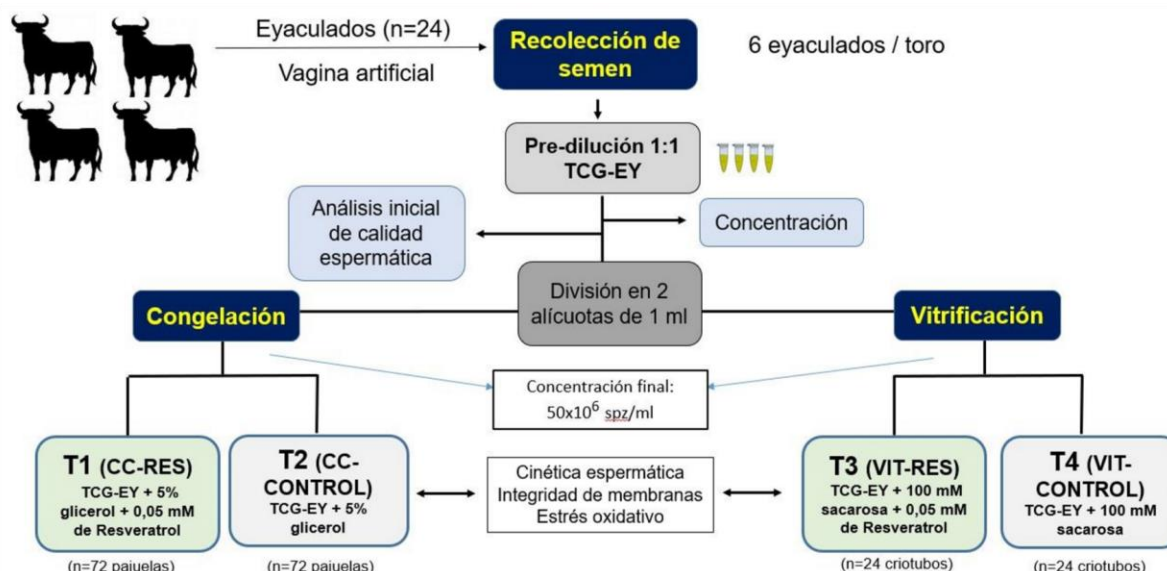 Eyaculados (n=24)
Vagina artificial
Recolección de
semen
6 eyaculados / toro
Pre-dilución 1:1
TCG-EY
Análisis inicial
de calidad
espermática
Concentración
División en 2
alícuotas de 1 ml
Congelación
Vitrificación
Concentración final:
50x10⁶ spz/ml
T1 (CC-RES)
TCG-EY + 5%
glicerol + 0,05 mM
de Resveratrol
(n=72 pajuelas)
T2 (CC-
CONTROL)
TCG-EY + 5%
glicerol
(n=72 pajuelas)
Cinética espermática
Integridad de membranas
Estrés oxidativo
T3 (VIT-RES)
TCG-EY + 100 mM
sacarosa + 0,05 mM
de Resveratrol
(n=24 criotubos)
T4 (VIT-
CONTROL)
TCG-EY + 100 mM
sacarosa
(n=24 criotubos)